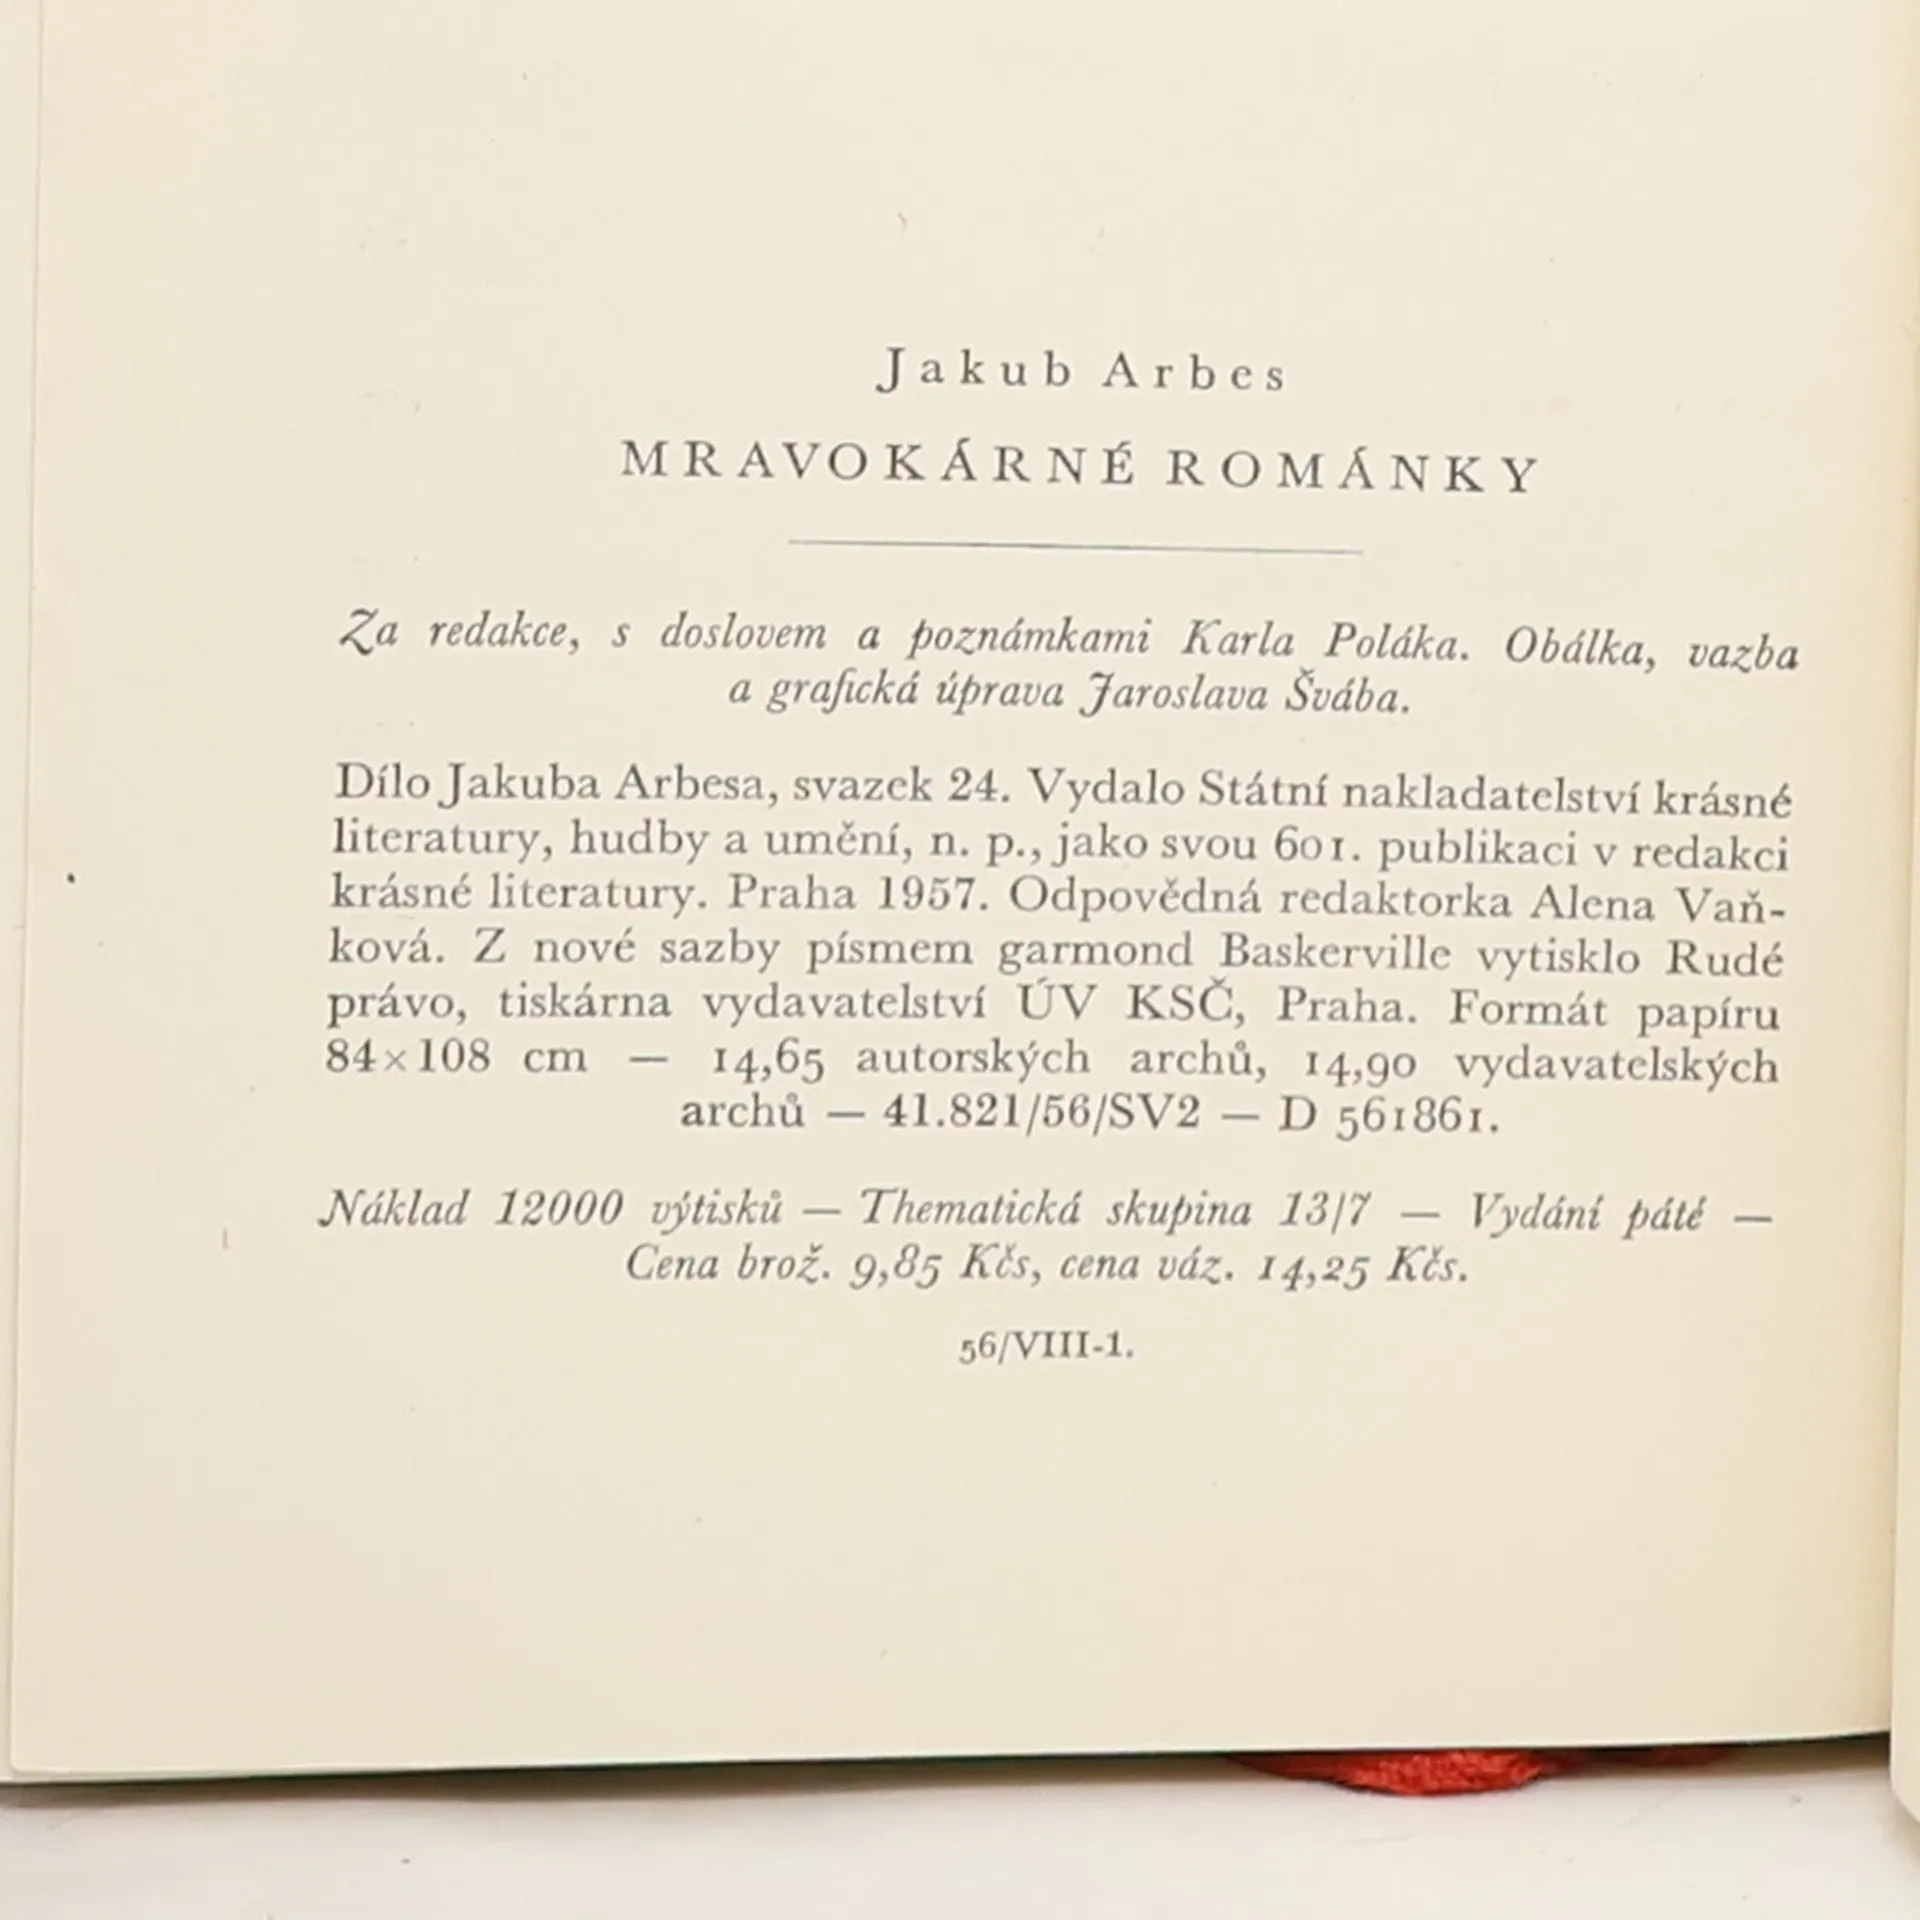 Jakub Arbes
MRAVOKÁRNÉ ROMÁNKY
Za redakce, s doslovem a poznámkami Karla Poláka. Obálka, vazba
a grafická úprava Jaroslava Švába.
Dílo Jakuba Arbesa, svazek 24. Vydalo Státní nakladatelství krásné
literatury, hudby a umění, n. p., jako svou 601. publikaci v redakci
krásné literatury. Praha 1957. Odpovědná redaktorka Alena Vaň-
ková. Z nové sazby písmem garmond Baskerville vytisklo Rudé
právo, tiskárna vydavatelství ÚV KSČ, Praha. Formát papíru
84×108 cm — 14,65 autorských archů, 14,90 vydavatelských
archů — 41.821/56/SV2 — D 561861.
Náklad 12000 výtisků — Thematická skupina 13/7 — Vydání páté —
Cena brož. 9,85 Kčs, cena váz. 14,25 Kčs.
56/VIII-1.